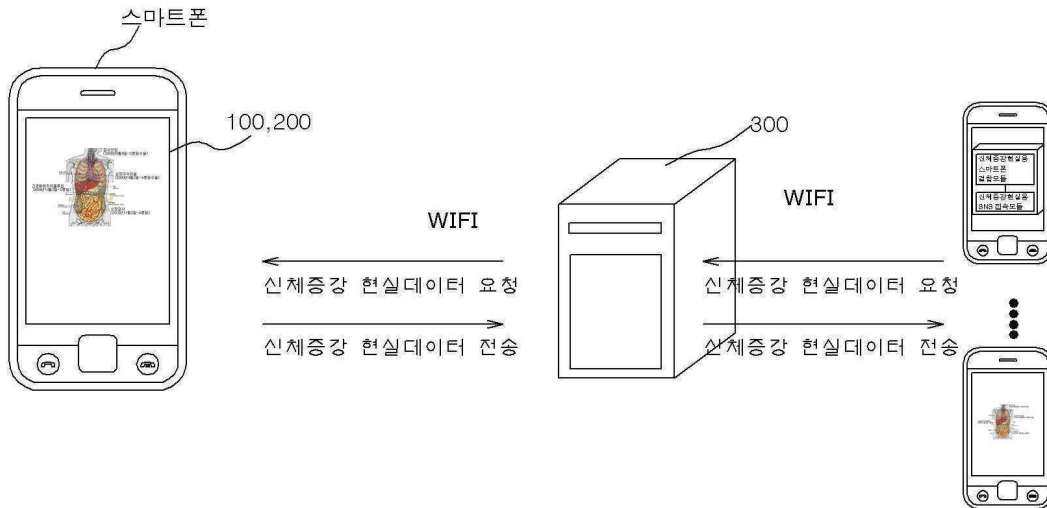 스마트폰
100,200
300
WIFI
신체증강 현실데이터 요청
신체증강 현실데이터 전송
WIFI
신체증강 현실데이터 요청
신체증강 현실데이터 전송
신체증강현실용
스마트폰
결합모듈
신체증강현실용
SNS 접속모듈